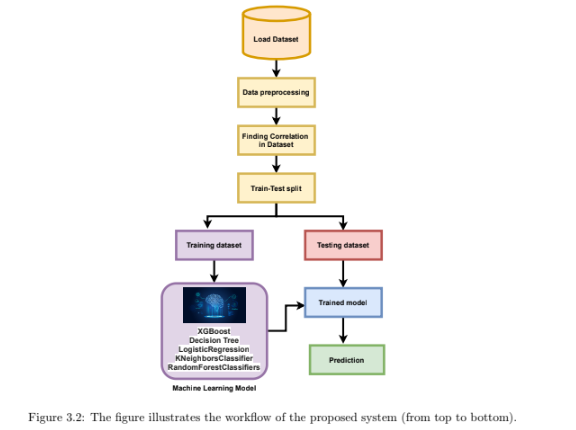 Load Dataset
Data preprocessing
Finding Correlation
in Dataset
Train-Test split
Training dataset
Testing dataset
XGBoost
Decision Tree
LogisticRegression
KNeighborsClassifier
RandomForestClassifiers
Machine Learning Model
Trained model
Prediction
Figure 3.2: The figure illustrates the workflow of the proposed system (from top to bottom).